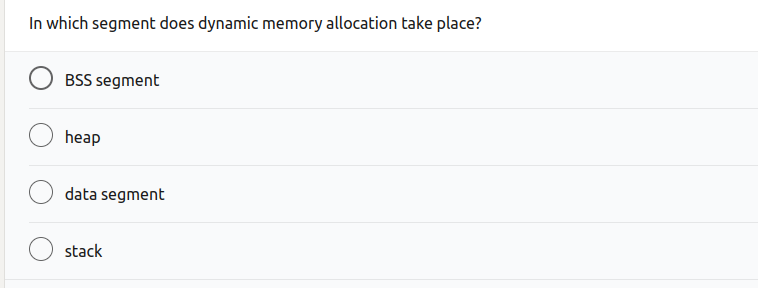 In which segment does dynamic memory allocation take place?
BSS segment
heap
data segment
stack